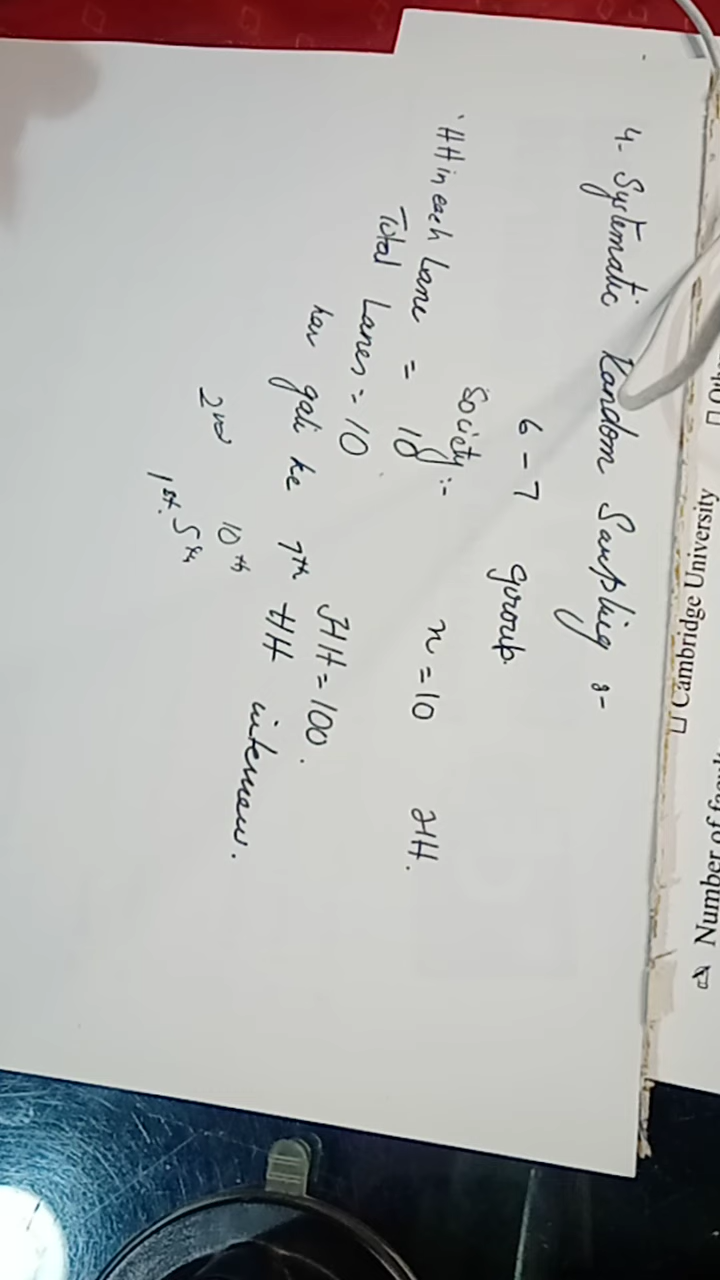 4- Systematic Random Sampling :-
6 - 7 group.
Society :- n = 10 HH.
HH in each Lane = 10
Total Lanes = 10 HH = 100.
har gali ke 7th HH interview.
2nd 10th
1st. 5th
Cambridge University
Number of